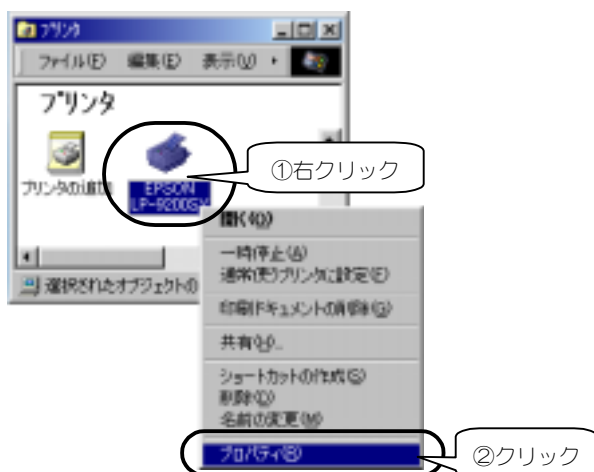 プリンタ
ファイル(F) 編集(E) 表示(V)
プリンタ
プリンタの追加
EPSON
LP-9200SX
①右クリック
選択されたオブジェクトの
開く(O)
一時停止(A)
通常使うプリンタに設定(E)
印刷ドキュメントの削除(G)
共有(H)...
ショートカットの作成(S)
削除(D)
名前の変更(M)
プロパティ(R)
②クリック